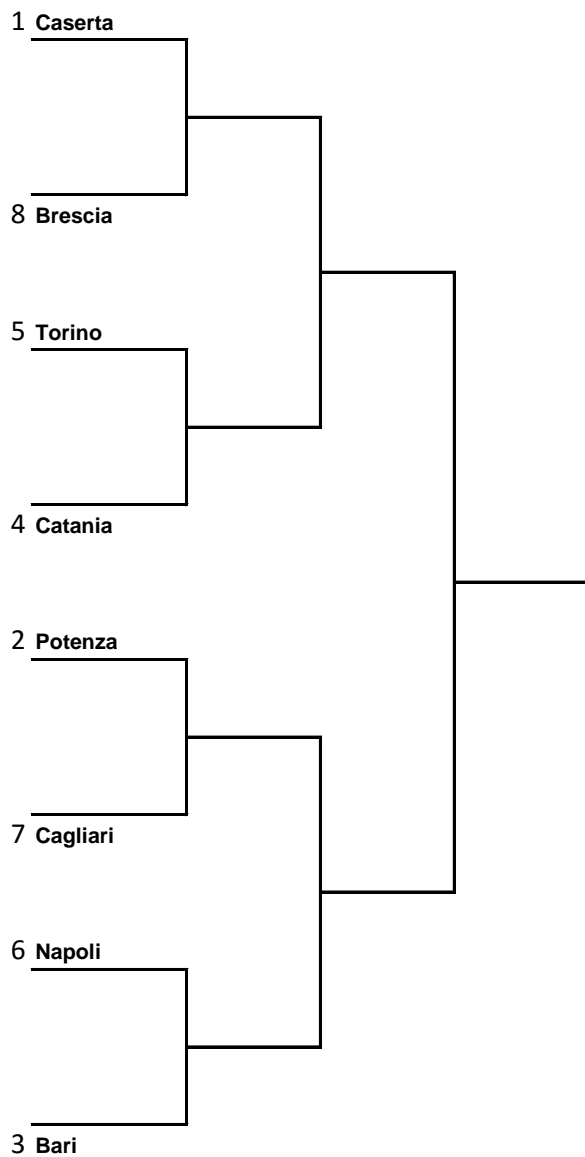 1 Caserta
8 Brescia
5 Torino
4 Catania
2 Potenza
7 Cagliari
6 Napoli
3 Bari